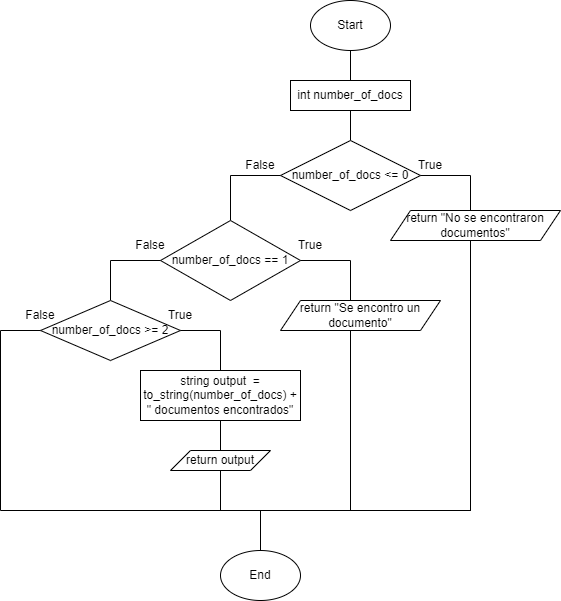 Start
int number_of_docs
False
True
number_of_docs <= 0
return "No se encontraron
documentos"
False
True
number_of_docs == 1
return "Se encontro un
documento"
False
True
number_of_docs >= 2
string output  =
to_string(number_of_docs) +
" documentos encontrados"
return output
End